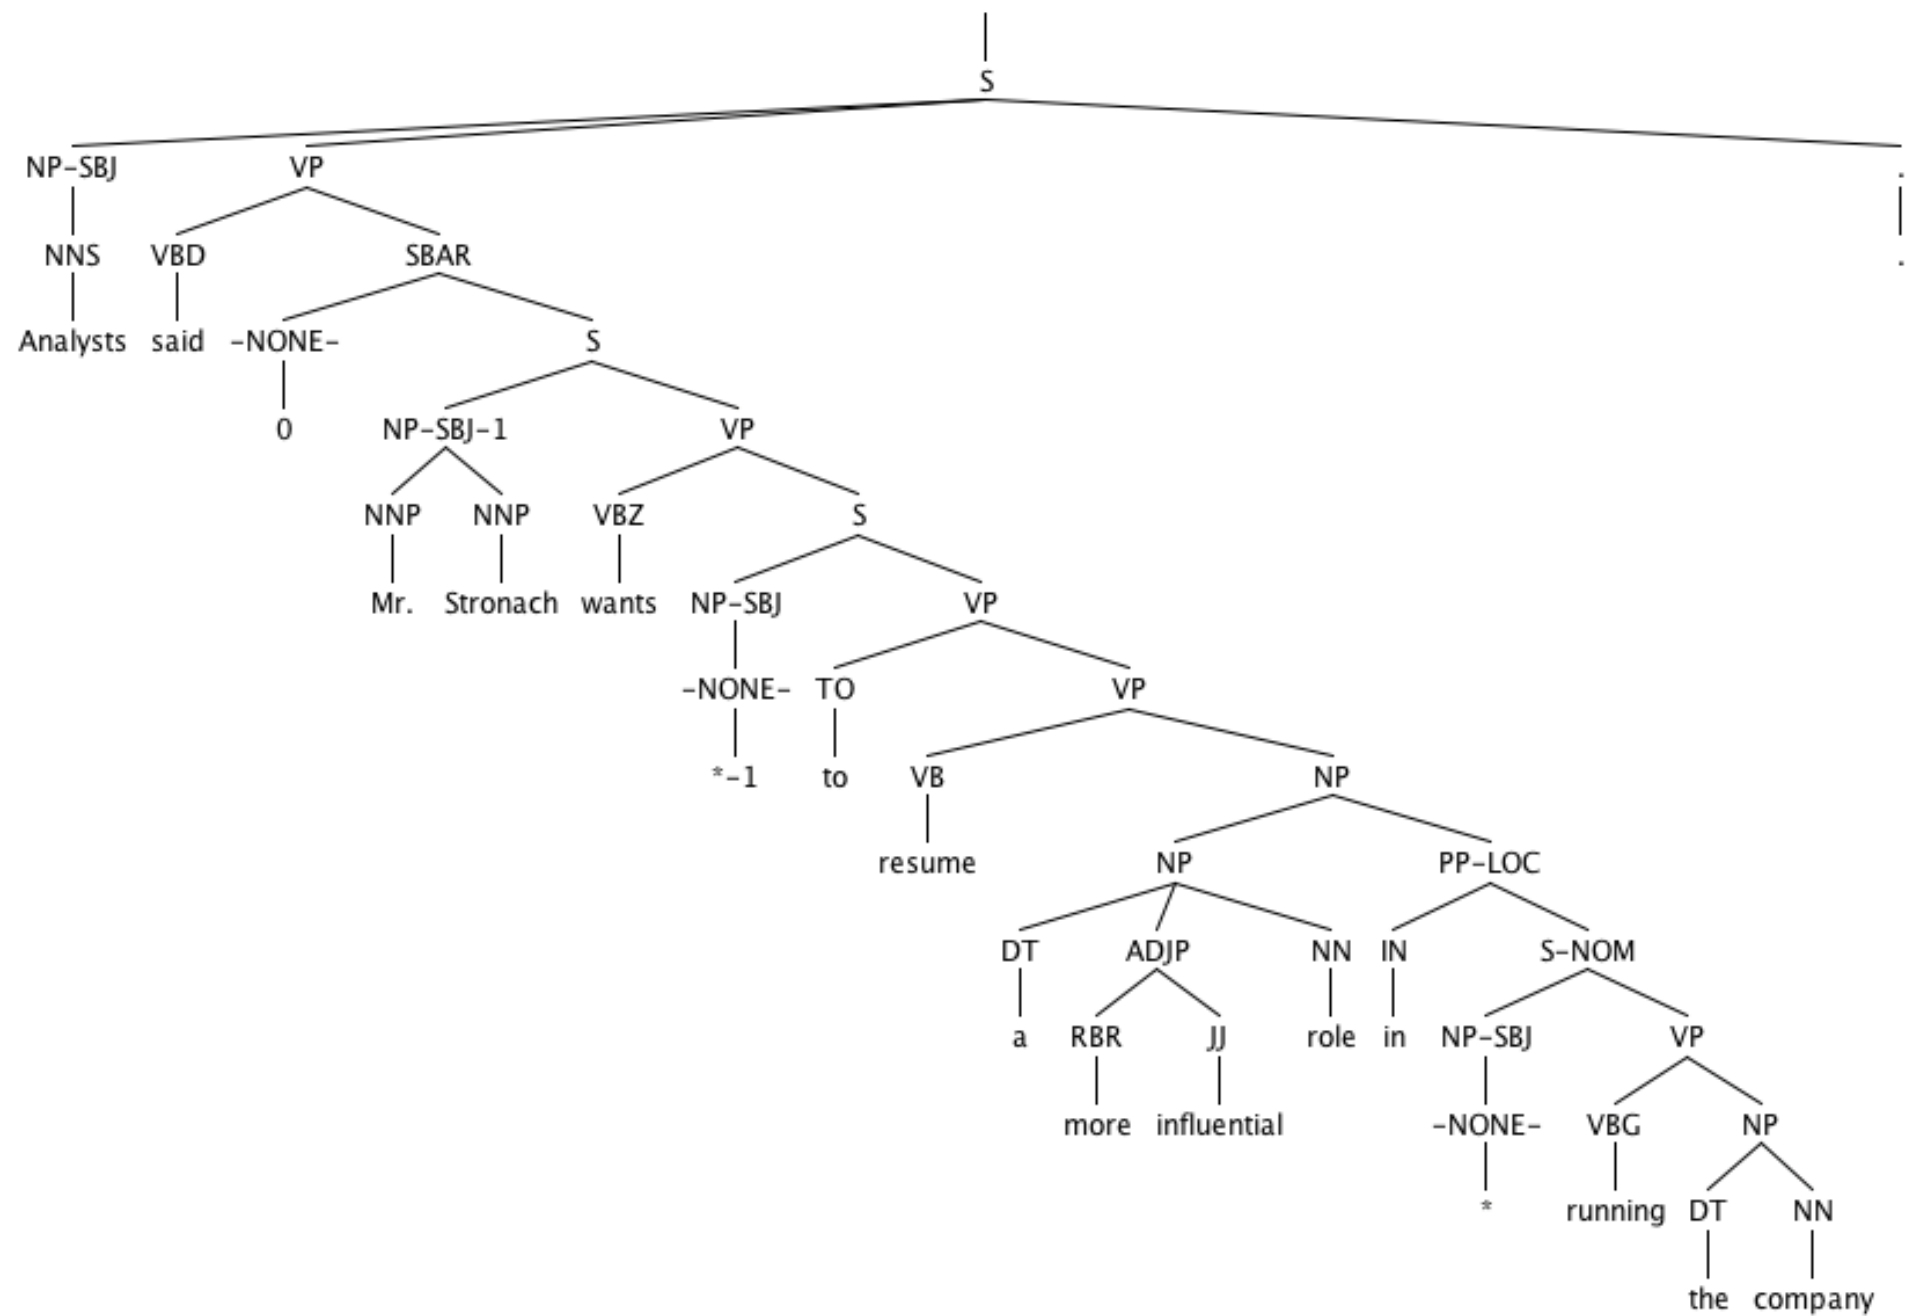 S
NP-SBJ VP .
NNS VBD SBAR .
Analysts said -NONE- S
0 NP-SBJ-1 VP
NNP NNP VBZ S
Mr. Stronach wants NP-SBJ VP
-NONE- TO VP
*-1 to VB NP
resume NP PP-LOC
DT ADJP NN IN S-NOM
a RBR JJ role in NP-SBJ VP
more influential -NONE- VBG NP
* running DT NN
the company